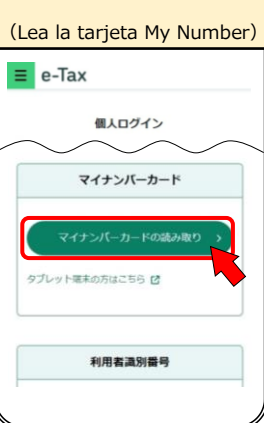 (Lea la tarjeta My Number)
e-Tax
個人ログイン
マイナンバーカード
マイナンバーカードの読み取り
タブレット端末の方はこちら
利用者識別番号